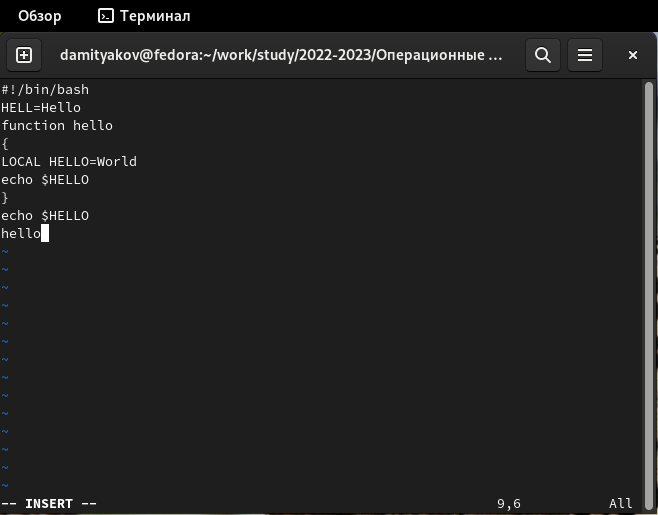 Обзор Терминал
damityakov@fedora:~/work/study/2022-2023/Операционные ...
#!/bin/bash
HELL=Hello
function hello
{
LOCAL HELLO=World
echo $HELLO
}
echo $HELLO
hello
~
~
~
~
~
~
~
~
~
~
~
~
~
~
-- INSERT -- 9,6 All